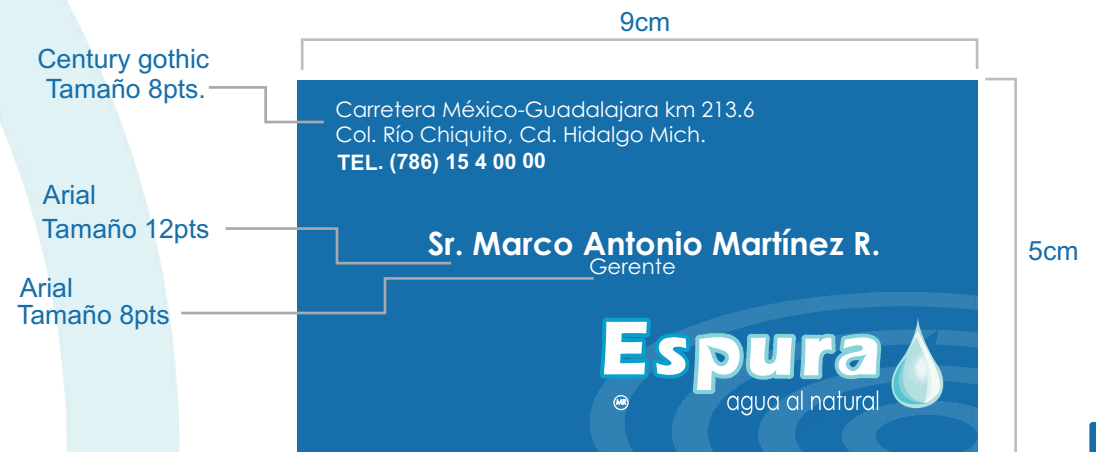 9cm
Century gothic
Tamaño 8pts.
Carretera México-Guadalajara km 213.6
Col. Río Chiquito, Cd. Hidalgo Mich.
TEL. (786) 15 4 00 00
Arial
Tamaño 12pts
Sr. Marco Antonio Martínez R.
Gerente
5cm
Arial
Tamaño 8pts
Espura
MR
agua al natural